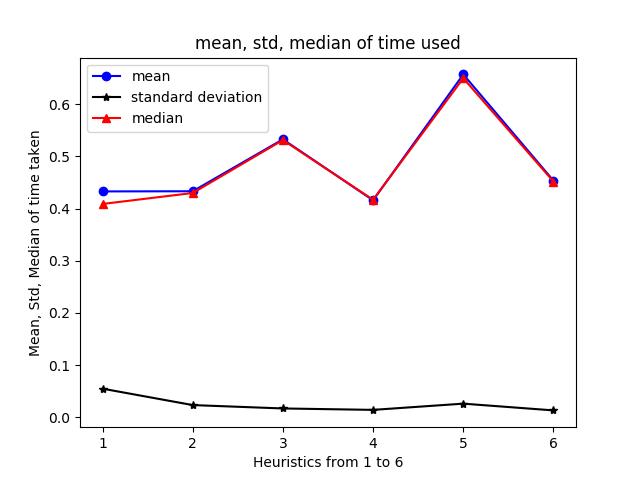 mean, std, median of time used
mean
standard deviation
median
Mean, Std, Median of time taken
0.6
0.5
0.4
0.3
0.2
0.1
0.0
1 2 3 4 5 6
Heuristics from 1 to 6